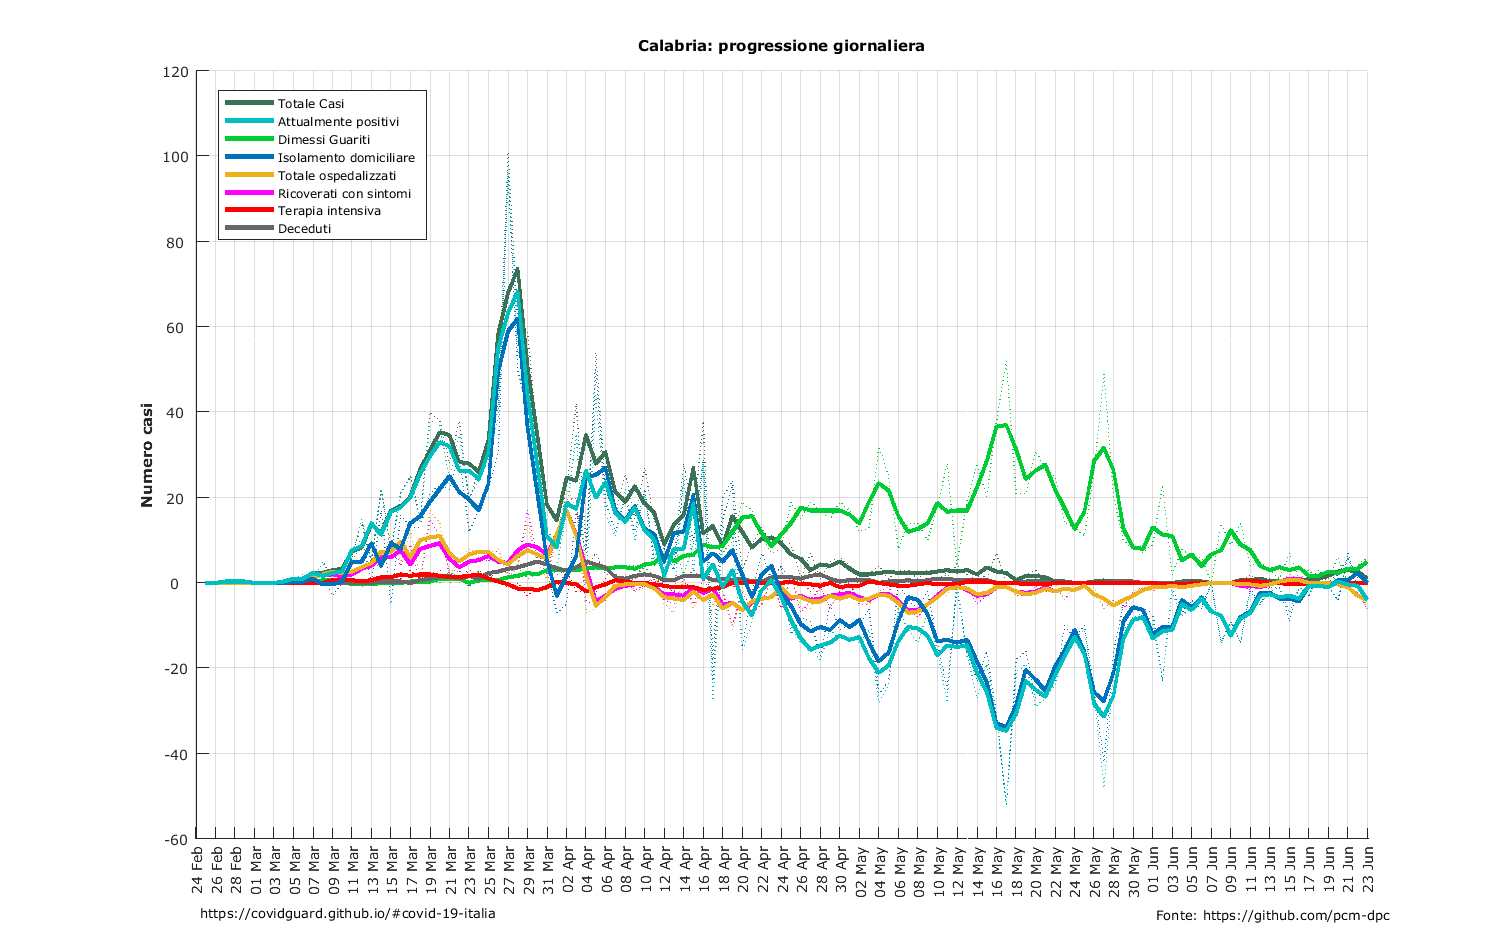 Calabria: progressione giornaliera
Numero casi
120
100
80
60
40
20
0
-20
-40
-60
Totale Casi
Attualmente positivi
Dimessi Guariti
Isolamento domiciliare
Totale ospedalizzati
Ricoverati con sintomi
Terapia intensiva
Deceduti
24 Feb
26 Feb
28 Feb
01 Mar
03 Mar
05 Mar
07 Mar
09 Mar
11 Mar
13 Mar
15 Mar
17 Mar
19 Mar
21 Mar
23 Mar
25 Mar
27 Mar
29 Mar
31 Mar
02 Apr
04 Apr
06 Apr
08 Apr
10 Apr
12 Apr
14 Apr
16 Apr
18 Apr
20 Apr
22 Apr
24 Apr
26 Apr
28 Apr
30 Apr
02 May
04 May
06 May
08 May
10 May
12 May
14 May
16 May
18 May
20 May
22 May
24 May
26 May
28 May
30 May
01 Jun
03 Jun
05 Jun
07 Jun
09 Jun
11 Jun
13 Jun
15 Jun
17 Jun
19 Jun
21 Jun
23 Jun
https://covidguard.github.io/#covid-19-italia
Fonte: https://github.com/pcm-dpc